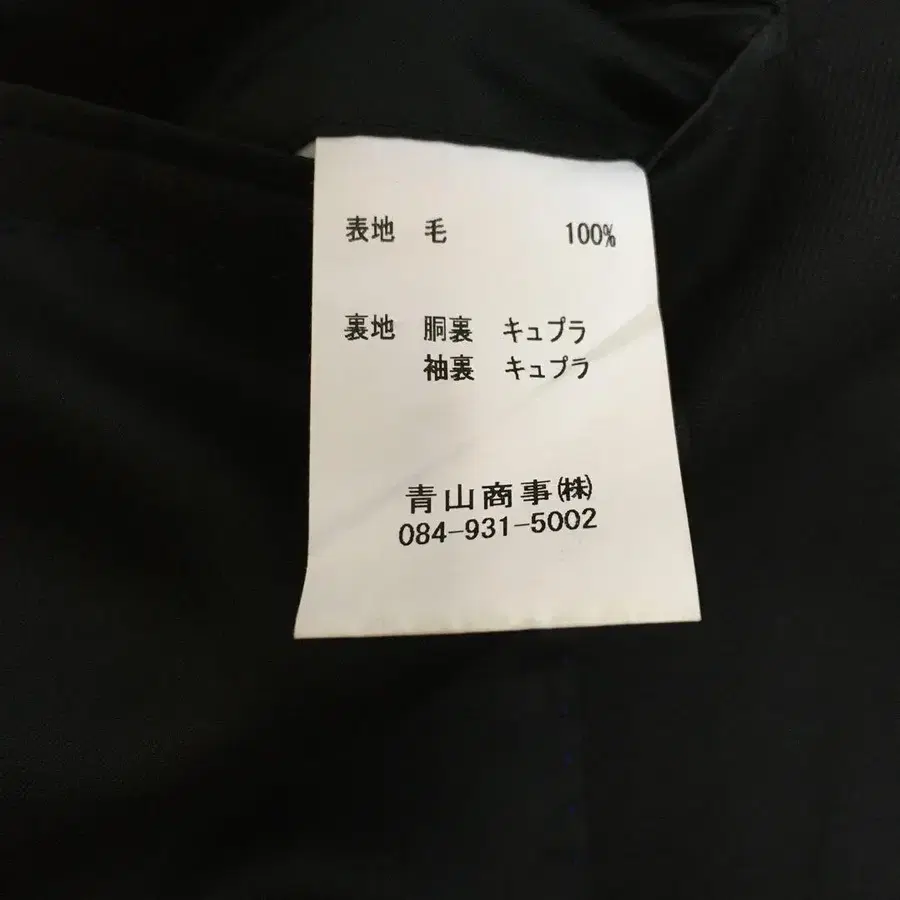 表地 毛 100%
裏地 胴裏 キュプラ
袖裏 キュプラ
青山商事㈱
084-931-5002